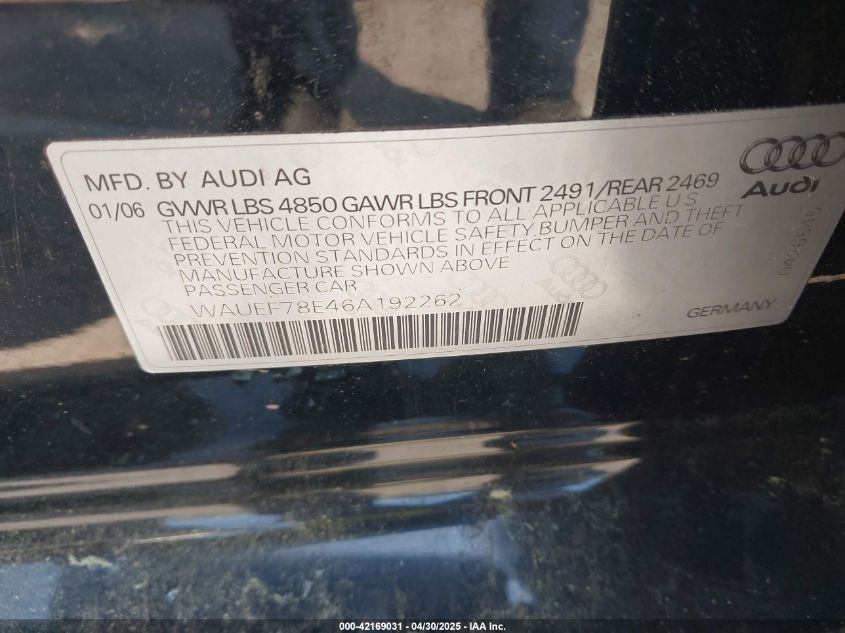 MFD. BY AUDI AG
01/06 GVWR LBS 4850 GAWR LBS FRONT 2491/REAR 2469
THIS VEHICLE CONFORMS TO ALL APPLICABLE U S
FEDERAL MOTOR VEHICLE SAFETY, BUMPER AND THEFT
PREVENTION STANDARDS IN EFFECT ON THE DATE OF
MANUFACTURE SHOWN ABOVE
PASSENGER CAR
WAUEF78E46A192262
Audi
GERMANY
Audi
000-42169031 - 04/30/2025 - IAA Inc.